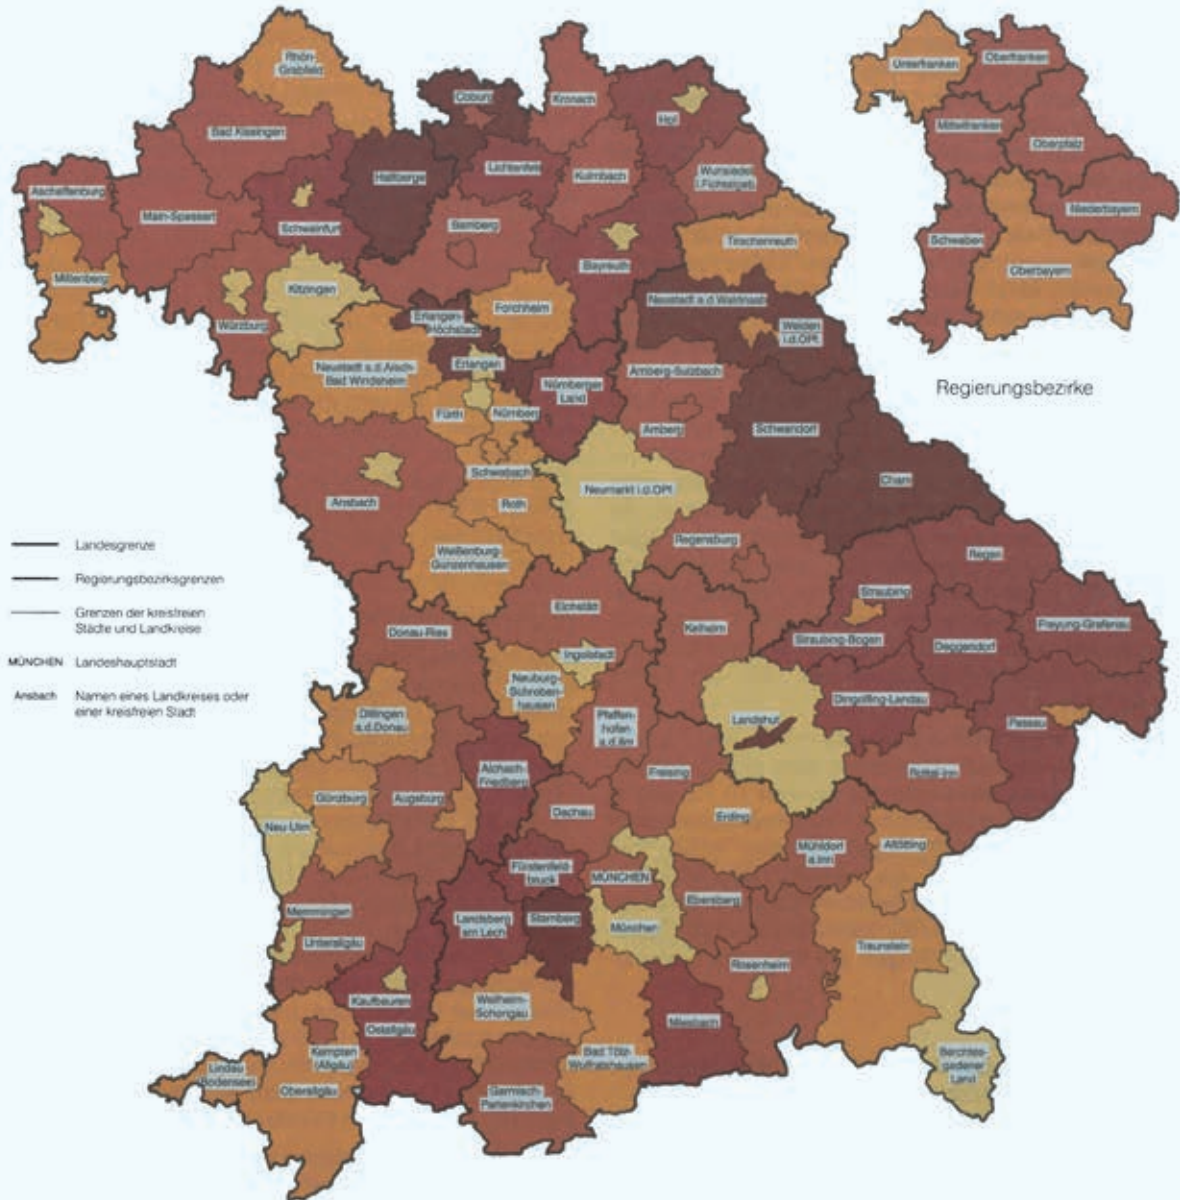 Rhön-
Grabfeld
Coburg
Kronach
Hof
Bad Kissingen
Haßberge
Lichtenfels
Kulmbach
Wunsiedel
i.Fichtelgeb.
Aschaffenburg
Main-Spessart
Schweinfurt
Bamberg
Bayreuth
Tirschenreuth
Miltenberg
Kitzingen
Würzburg
Erlangen-
Höchstadt
Forchheim
Neustadt a.d.Waldnaab
Weiden
i.d.OPf.
Neustadt a.d.Aisch-
Bad Windsheim
Erlangen
Nürnberger
Land
Amberg-Sulzbach
Fürth
Nürnberg
Amberg
Schwandorf
Schwabach
Cham
Ansbach
Roth
Neumarkt i.d.OPf.
Weißenburg-
Gunzenhausen
Regensburg
Regen
Straubing
Eichstätt
Kelheim
Straubing-Bogen
Deggendorf
Freyung-Grafenau
Donau-Ries
Ingolstadt
Neuburg-
Schroben-
hausen
Pfaffen-
hofen
a.d.Ilm
Landshut
Dingolfing-Landau
Passau
Dillingen
a.d.Donau
Aichach-
Friedberg
Freising
Rottal-Inn
Günzburg
Augsburg
Neu-Ulm
Dachau
Erding
Mühldorf
a.Inn
Altötting
Fürstenfeld-
bruck
MÜNCHEN
Ebersberg
Memmingen
Unterallgäu
Landsberg
am Lech
Starnberg
München
Rosenheim
Traunstein
Kaufbeuren
Ostallgäu
Weilheim-
Schongau
Miesbach
Kempten
(Allgäu)
Lindau
(Bodensee)
Oberallgäu
Bad Tölz-
Wolfratshausen
Garmisch-
Partenkirchen
Berchtes-
gadener
Land
Unterfranken
Oberfranken
Mittelfranken
Oberpfalz
Niederbayern
Schwaben
Oberbayern
Regierungsbezirke
Landesgrenze
Regierungsbezirksgrenzen
Grenzen der kreisfreien
Städte und Landkreise
MÜNCHEN Landeshauptstadt
Ansbach Namen eines Landkreises oder
einer kreisfreien Stadt